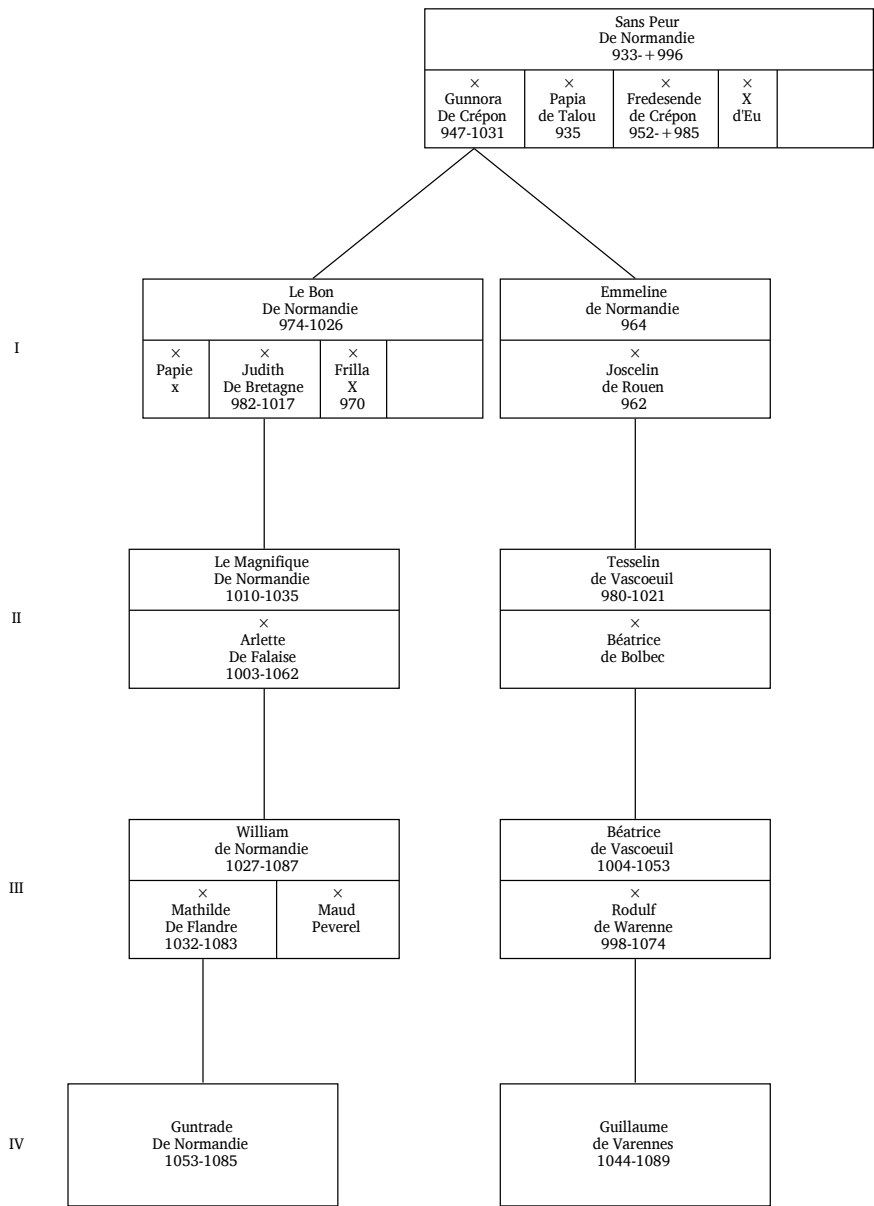 Sans Peur
De Normandie
933-+996
×
Gunnora
De Crépon
947-1031
×
Papia
de Talou
935
×
Fredesende
de Crépon
952-+985
×
X
d'Eu
I
Le Bon
De Normandie
974-1026
×
Papie
x
×
Judith
De Bretagne
982-1017
×
Frilla
X
970
Emmeline
de Normandie
964
×
Joscelin
de Rouen
962
II
Le Magnifique
De Normandie
1010-1035
×
Arlette
De Falaise
1003-1062
Tesselin
de Vascoeuil
980-1021
×
Béatrice
de Bolbec
III
William
de Normandie
1027-1087
×
Mathilde
De Flandre
1032-1083
×
Maud
Peverel
Béatrice
de Vascoeuil
1004-1053
×
Rodulf
de Warenne
998-1074
IV
Guntrade
De Normandie
1053-1085
Guillaume
de Varennes
1044-1089